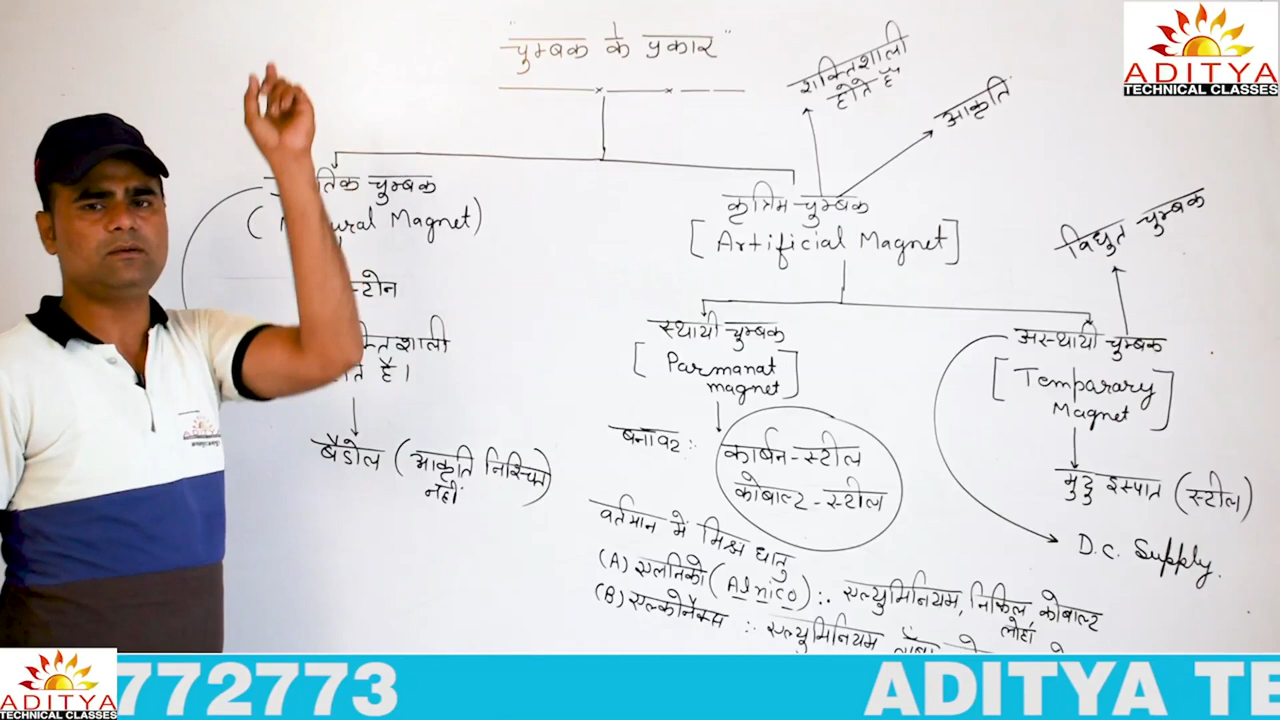 "चुम्बक के प्रकार"
शक्तिशाली
होते हैं
आकृति
ADITYA
TECHNICAL CLASSES
चुम्बक
Magnet)
कृत्रिम चुम्बक
[Artificial Magnet]
विद्युत चुम्बक
स्टोन
हैं।
बैडोल (आकृति निश्चित
नहीं)
स्थायी चुम्बक
[Parmanat
magnet]
अस्थायी चुम्बक
[Temparary
Magnet]
बनावट :-
कार्बन-स्टील
कोबाल्ट-स्टील
मृदु इस्पात (स्टील)
D.C. Supply.
वर्तमान में मिश्र धातु
(A) एलनिको (Alnico) :- एल्युमिनियम, निकिल, कोबाल्ट
लोहा
(B) एल्कोनैक्स :- एल्युमिनियम
ADITYA
TECHNICAL CLASSES
772773
ADITYA TE